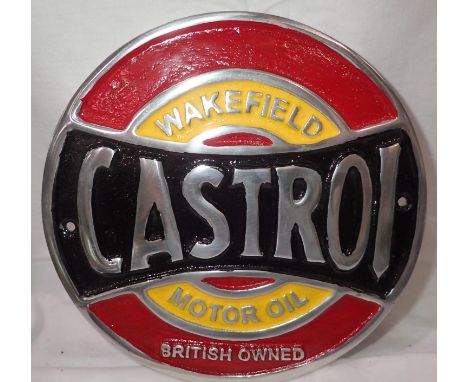 WAKEFIELD
CASTROL
MOTOR OIL
BRITISH OWNED